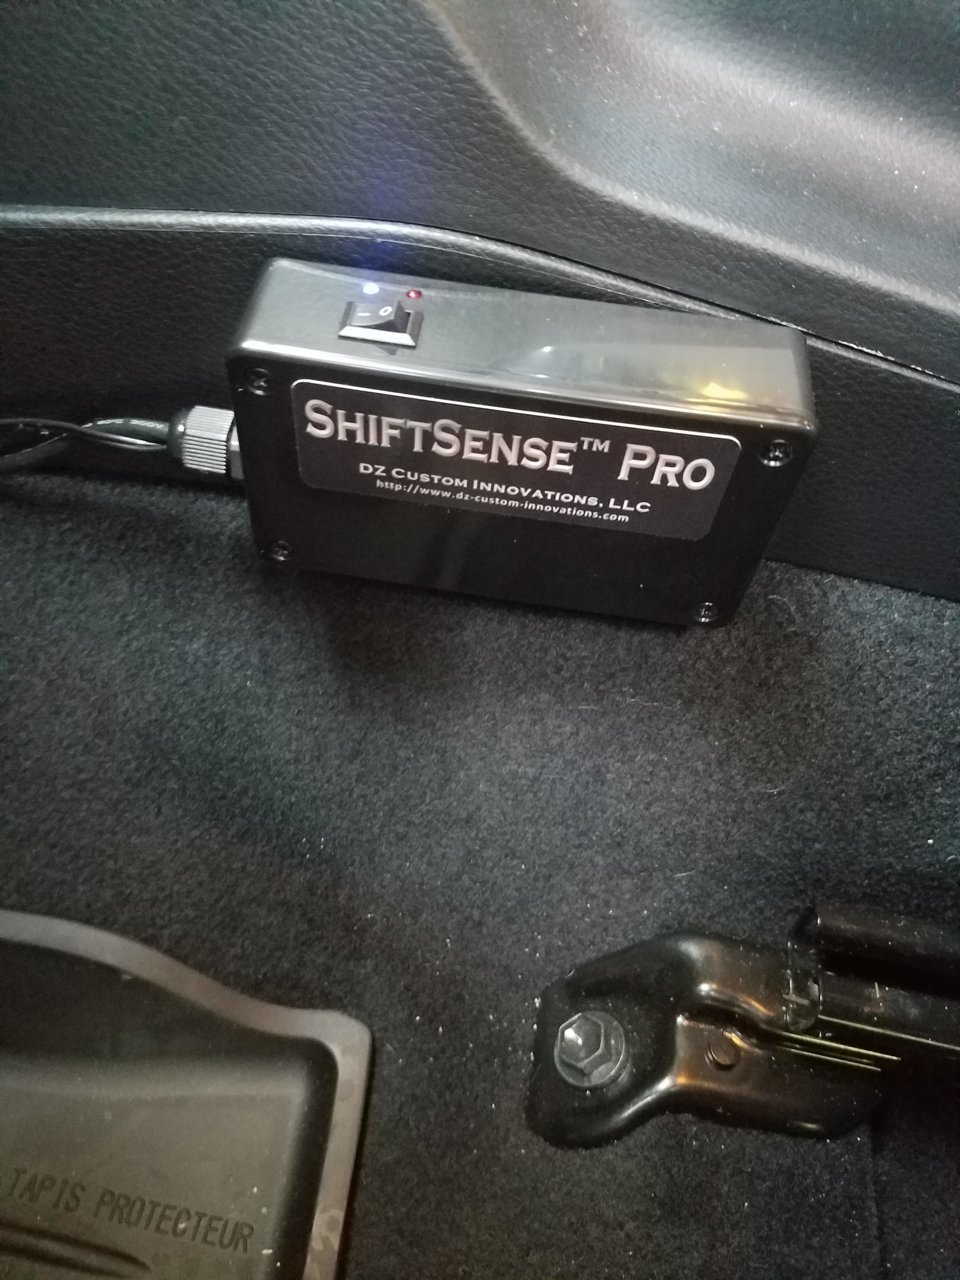 – O
SHIFTSENSE™ PRO
DZ CUSTOM INNOVATIONS, LLC
http://www.dz-custom-innovations.com
TAPIS PROTECTEUR